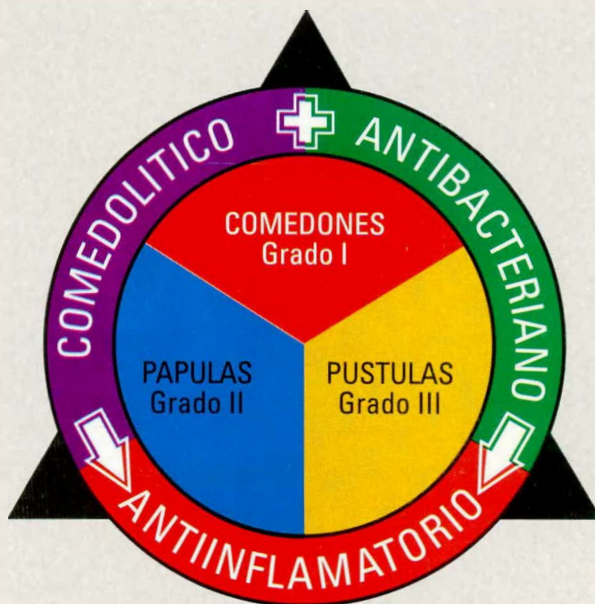 COMEDOLITICO
ANTIBACTERIANO
COMEDONES
Grado I
PAPULAS
Grado II
PUSTULAS
Grado III
ANTIINFLAMATORIO